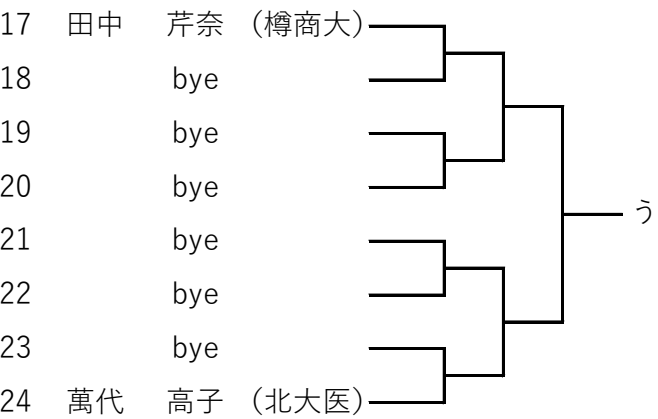 17 田中 芹奈 (樽商大)
18 bye
19 bye
20 bye
う
21 bye
22 bye
23 bye
24 萬代 高子 (北大医)